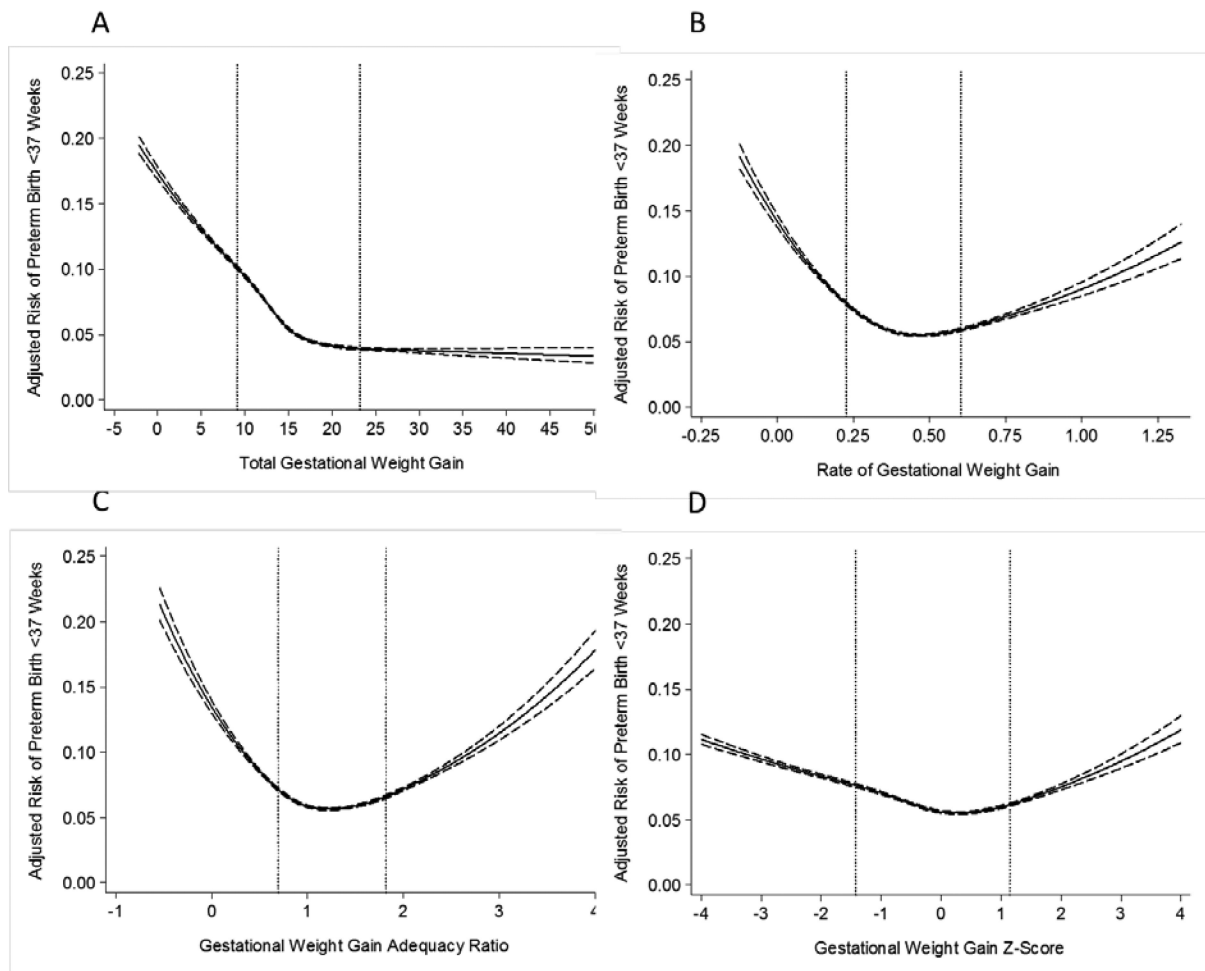 A
Adjusted Risk of Preterm Birth <37 Weeks
0.25
0.20
0.15
0.10
0.05
0.00
-5 0 5 10 15 20 25 30 35 40 45 50
Total Gestational Weight Gain
B
Adjusted Risk of Preterm Birth <37 Weeks
0.25
0.20
0.15
0.10
0.05
0.00
-0.25 0.00 0.25 0.50 0.75 1.00 1.25
Rate of Gestational Weight Gain
C
Adjusted Risk of Preterm Birth <37 Weeks
0.25
0.20
0.15
0.10
0.05
0.00
-1 0 1 2 3 4
Gestational Weight Gain Adequacy Ratio
D
Adjusted Risk of Preterm Birth <37 Weeks
0.25
0.20
0.15
0.10
0.05
0.00
-4 -3 -2 -1 0 1 2 3 4
Gestational Weight Gain Z-Score